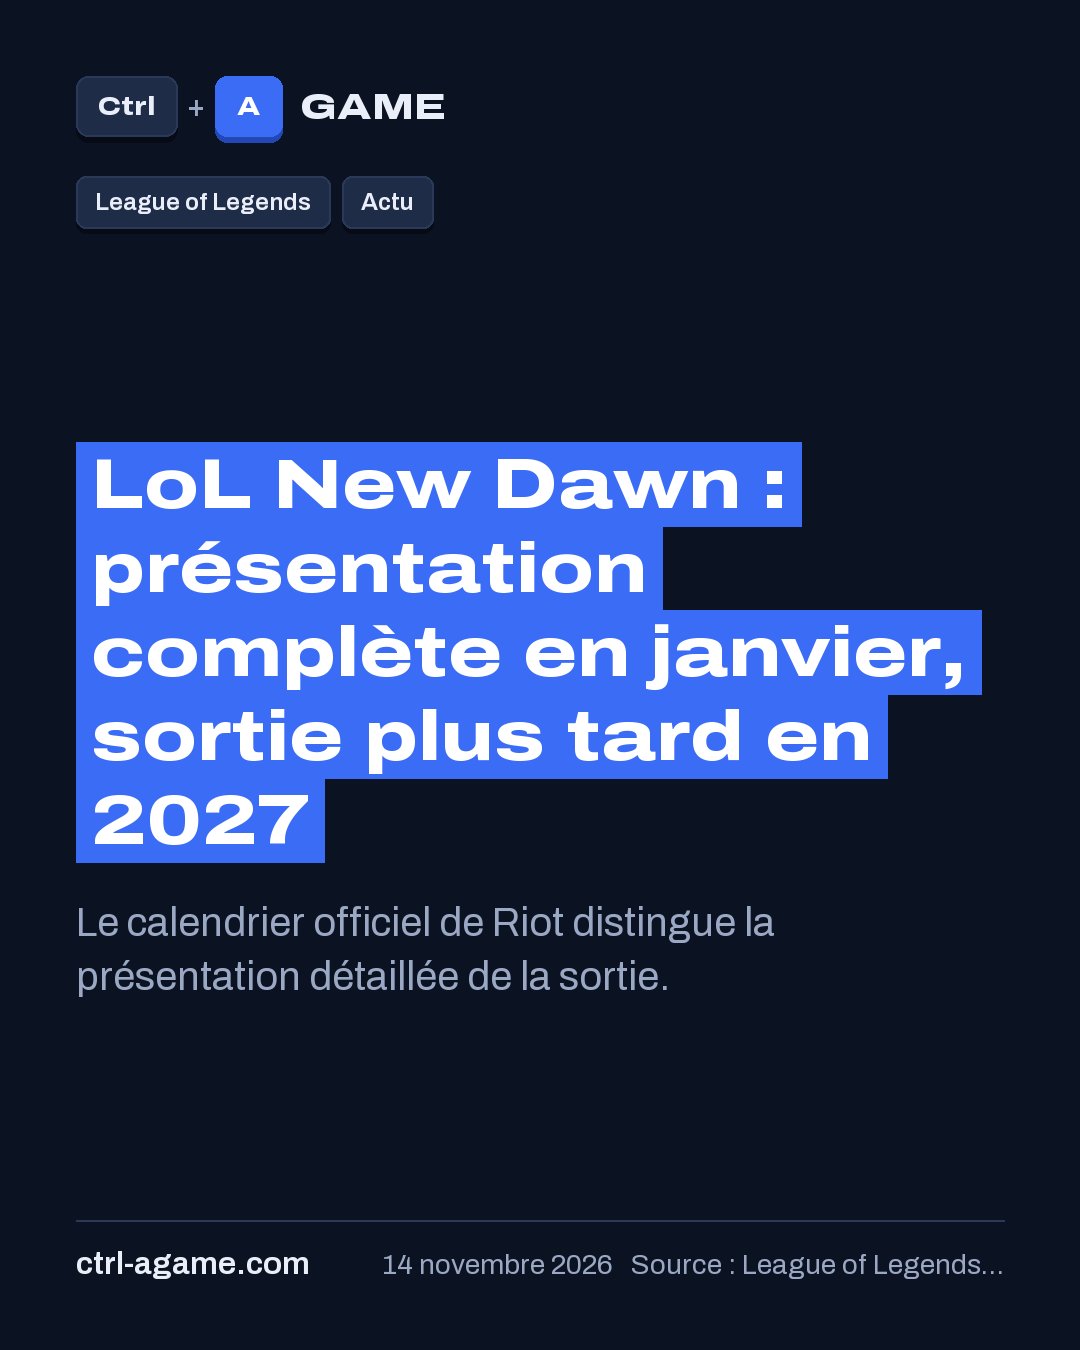 Ctrl + A GAME
League of Legends Actu
LoL New Dawn :
présentation
complète en janvier,
sortie plus tard en
2027
Le calendrier officiel de Riot distingue la
présentation détaillée de la sortie.
ctrl-agame.com 14 novembre 2026 Source : League of Legends...